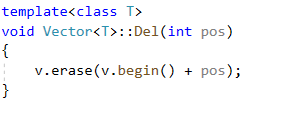 template<class T>
void Vector<T>::Del(int pos)
{
    v.erase(v.begin() + pos);
}